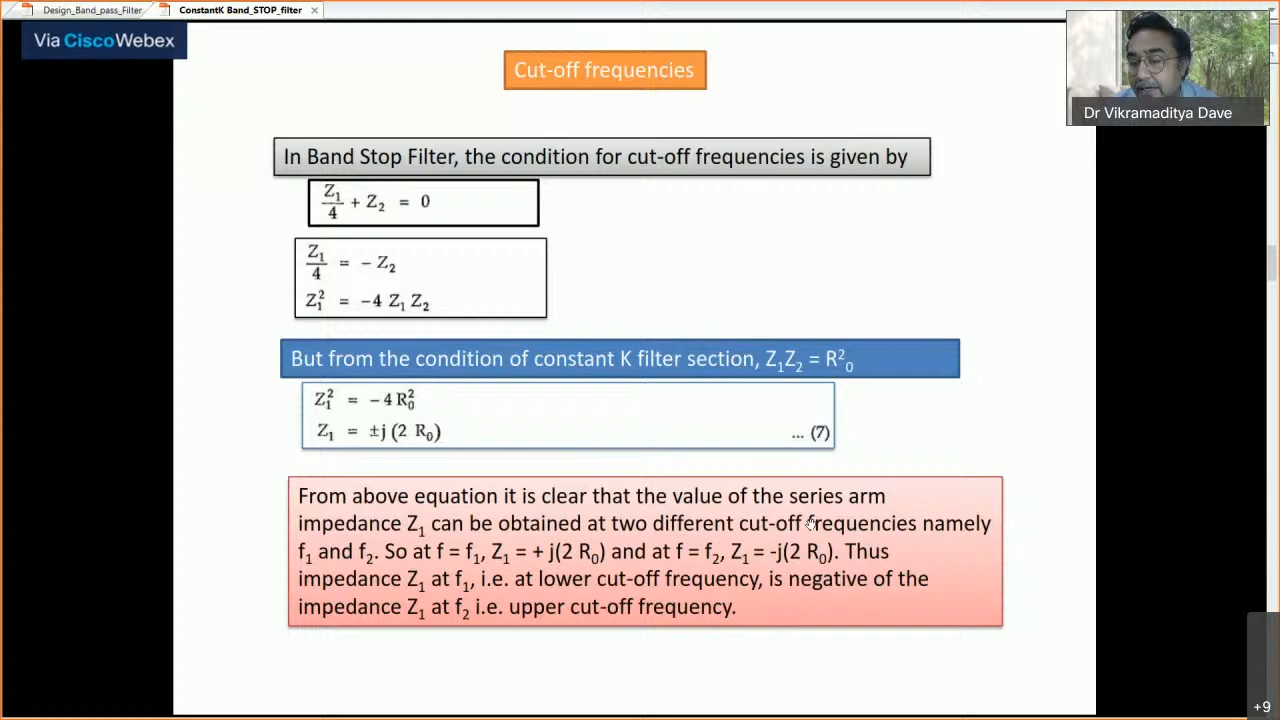 Design_Band_pass_Filter
ConstantK Band_STOP_filter
Via Cisco Webex
Cut-off frequencies
Dr Vikramaditya Dave
In Band Stop Filter, the condition for cut-off frequencies is given by
Z₁/4 + Z₂ = 0
Z₁/4 = - Z₂
Z₁² = -4 Z₁ Z₂
But from the condition of constant K filter section, Z₁Z₂ = R²₀
Z₁² = - 4 R₀²
Z₁ = ±j (2 R₀) ... (7)
From above equation it is clear that the value of the series arm
impedance Z₁ can be obtained at two different cut-off frequencies namely
f₁ and f₂. So at f = f₁, Z₁ = + j(2 R₀) and at f = f₂, Z₁ = -j(2 R₀). Thus
impedance Z₁ at f₁, i.e. at lower cut-off frequency, is negative of the
impedance Z₁ at f₂ i.e. upper cut-off frequency.
+9